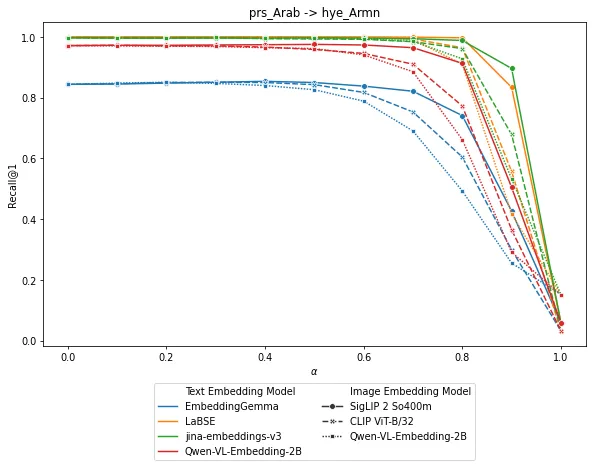 prs_Arab -> hye_Armn
1.0
0.8
0.6
0.4
0.2
0.0
Recall@1
0.0 0.2 0.4 0.6 0.8 1.0
α
Text Embedding Model
EmbeddingGemma
LaBSE
jina-embeddings-v3
Qwen-VL-Embedding-2B
Image Embedding Model
SigLIP 2 So400m
CLIP ViT-B/32
Qwen-VL-Embedding-2B